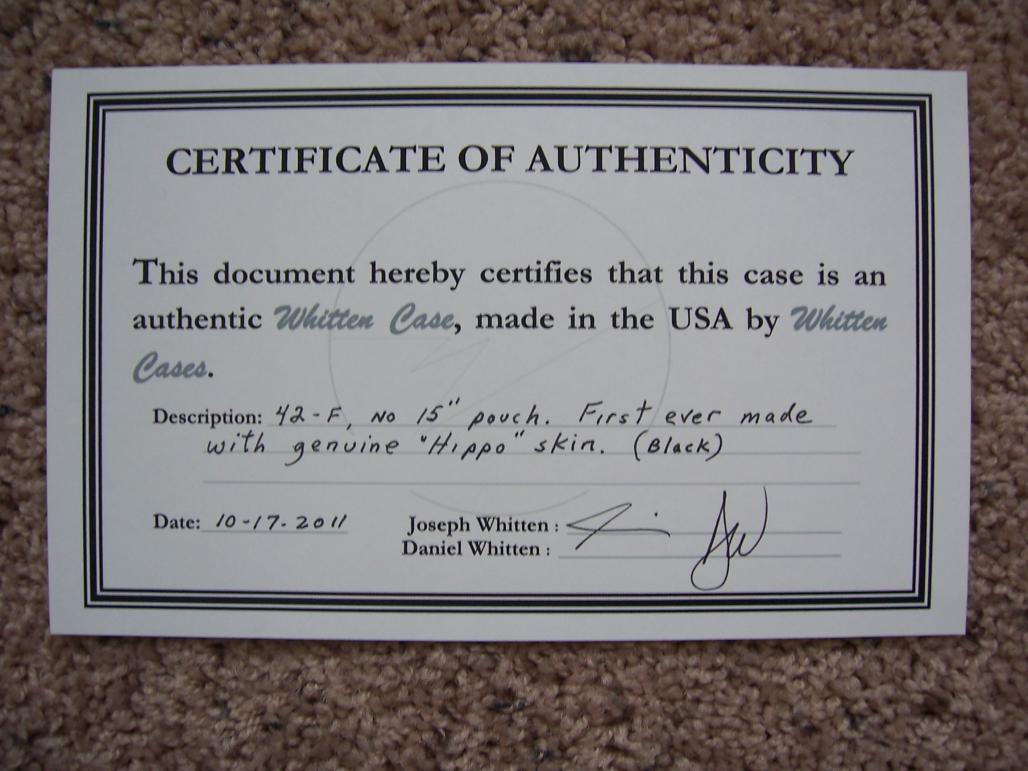 CERTIFICATE OF AUTHENTICITY
This document hereby certifies that this case is an
authentic Whitten Case, made in the USA by Whitten
Cases.
Description: 42-F, NO 15" pouch. First ever made
with genuine "Hippo" skin. (Black)
Date: 10-17-2011
Joseph Whitten :
Daniel Whitten :